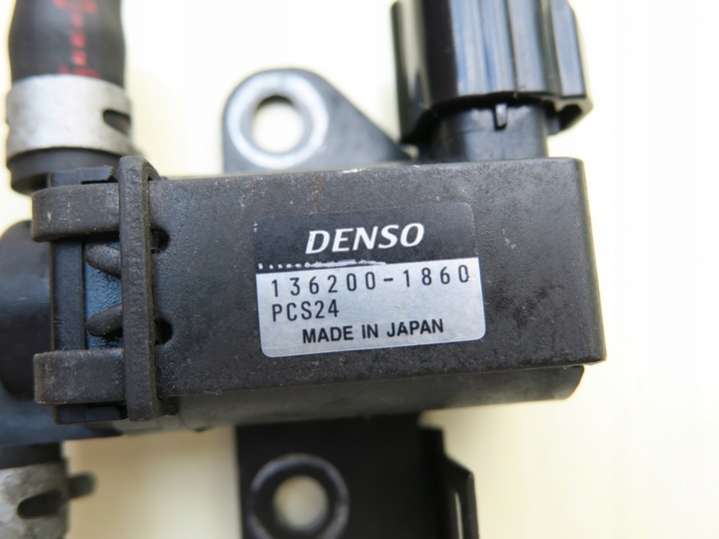 DENSO
136200-1860
PCS24
MADE IN JAPAN